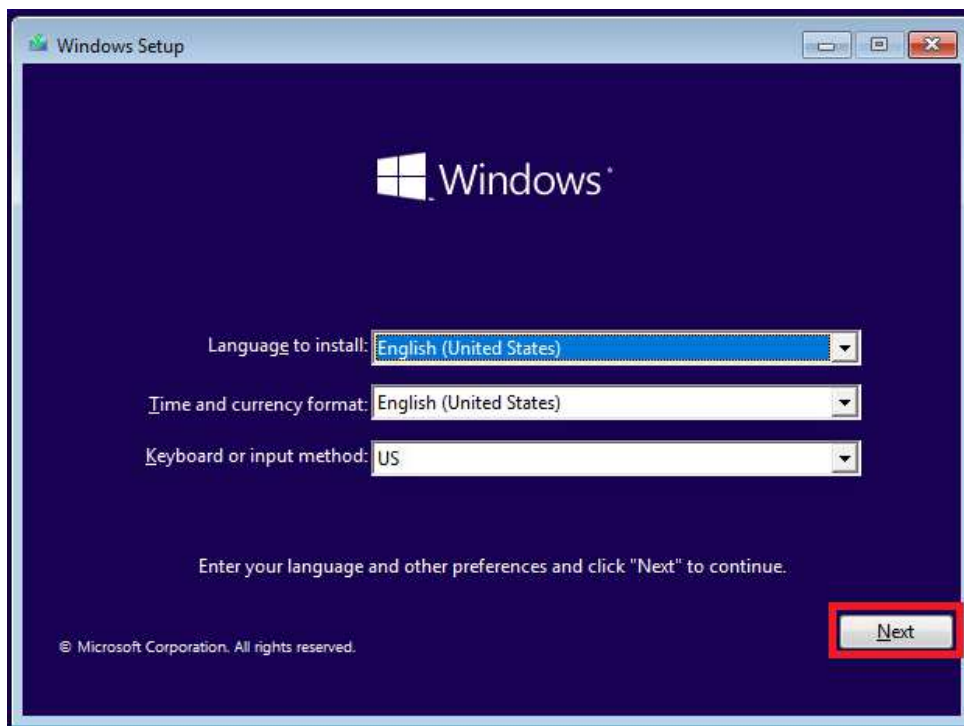 Windows Setup
Windows
Language to install: English (United States)
Time and currency format: English (United States)
Keyboard or input method: US
Enter your language and other preferences and click "Next" to continue.
Next
© Microsoft Corporation. All rights reserved.